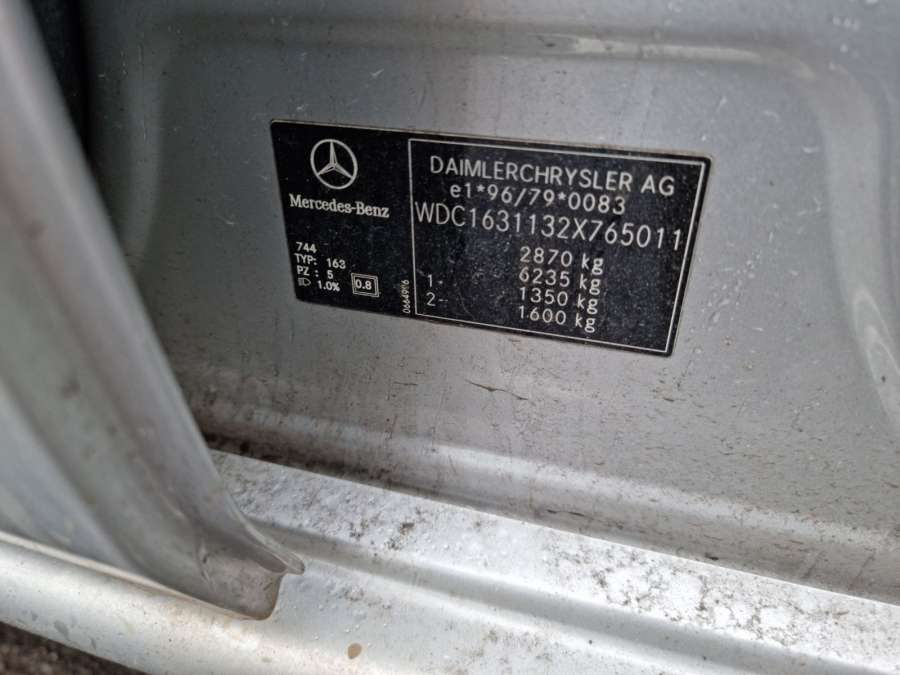 Mercedes-Benz
744
TYP: 163
PZ : 5
1.0%
0.8
DAIMLERCHRYSLER AG
e1*96/79*0083
WDC1631132X765011
2870 kg
6235 kg
1- 1350 kg
2- 1600 kg